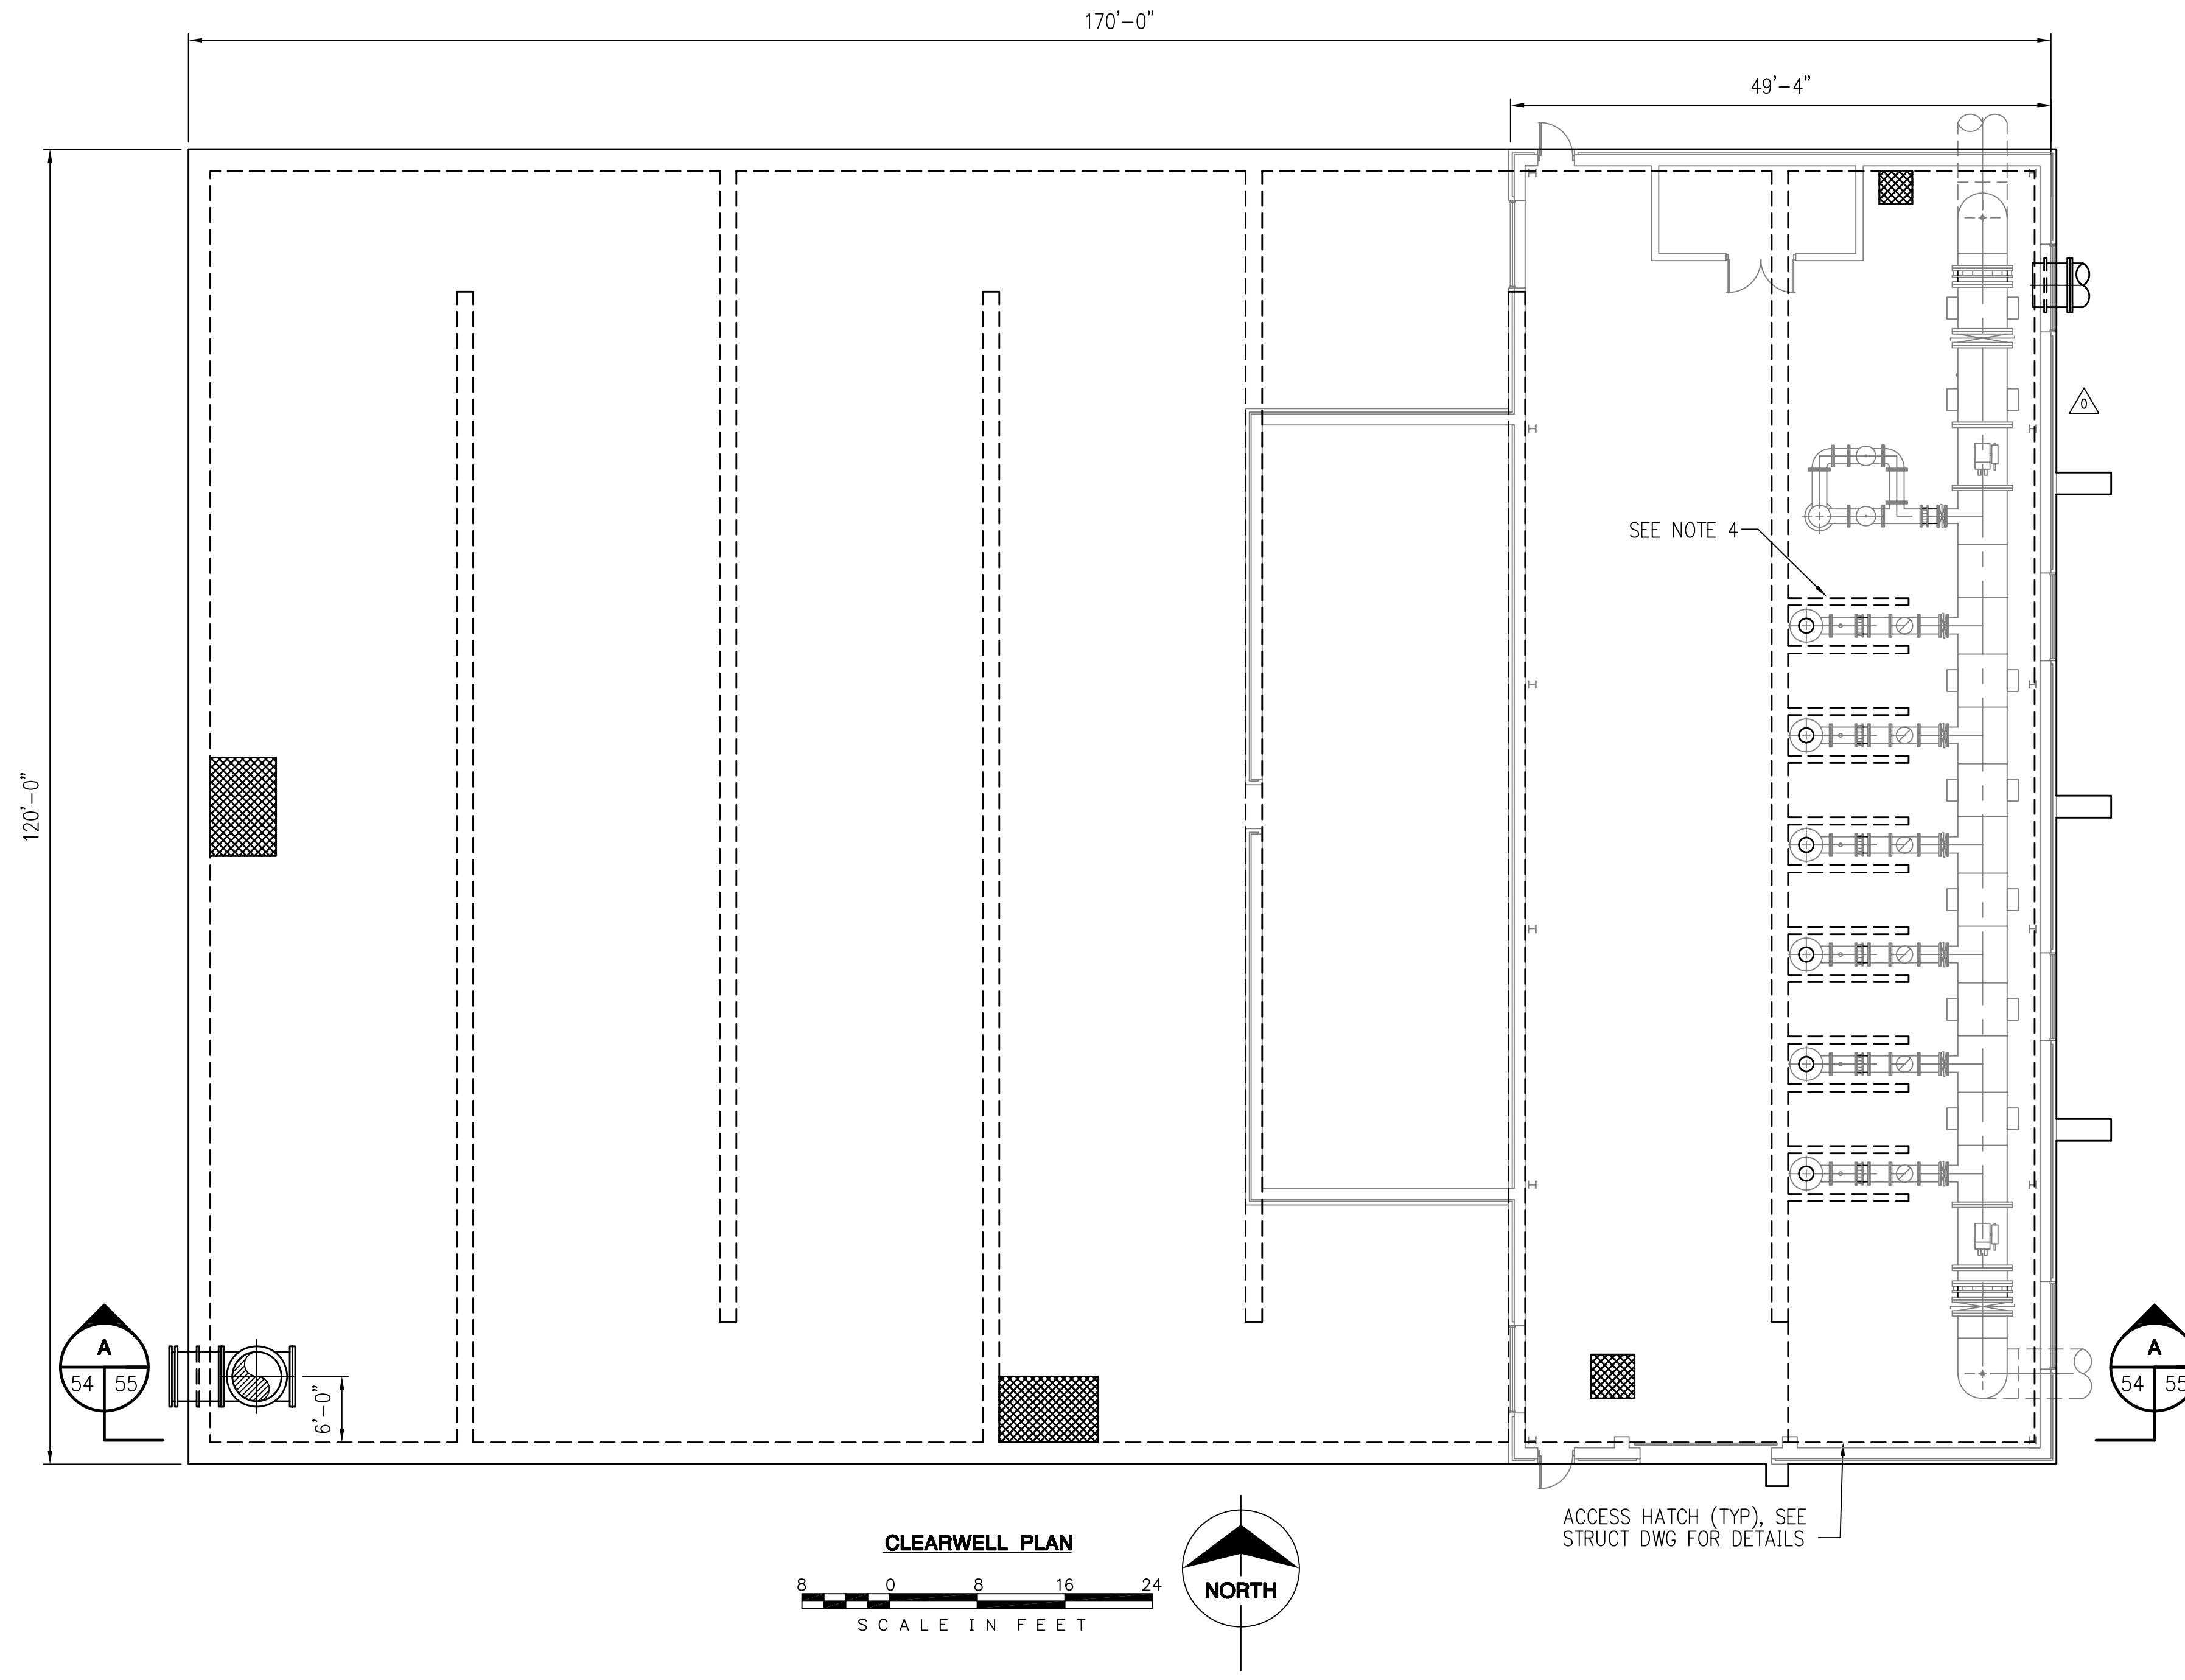 170'-0"
49'-4"
0
SEE NOTE 4
120'-0"
A
54 55
6'-0"
A
54 55
ACCESS HATCH (TYP), SEE
STRUCT DWG FOR DETAILS
CLEARWELL PLAN
8 0 8 16 24
SCALE IN FEET
NORTH